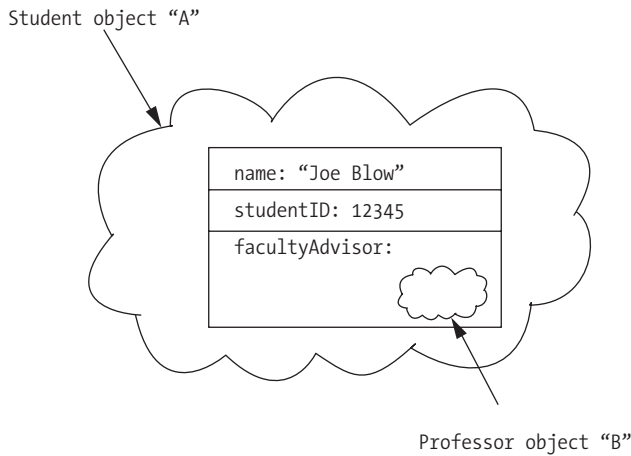 Student object “A”
name: “Joe Blow”
studentID: 12345
facultyAdvisor:
Professor object “B”